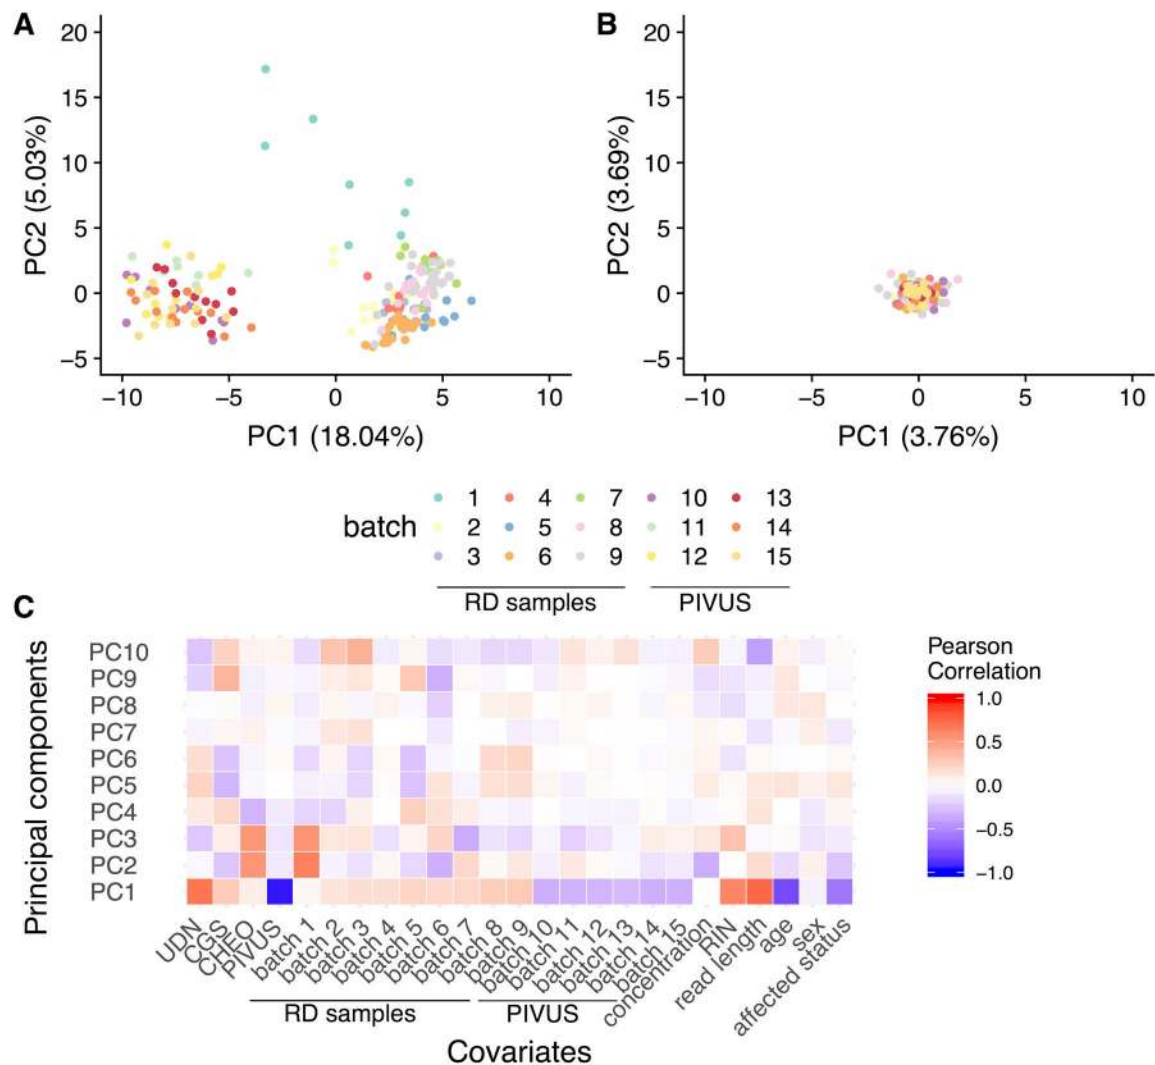 A
20
15
10
5
0
−5
PC2 (5.03%)
−10 −5 0 5 10
PC1 (18.04%)
B
20
15
10
5
0
−5
PC2 (3.69%)
−10 −5 0 5 10
PC1 (3.76%)
batch
1 4 7 10 13
2 5 8 11 14
3 6 9 12 15
RD samples PIVUS
C
Principal components
PC10
PC9
PC8
PC7
PC6
PC5
PC4
PC3
PC2
PC1
UDN
CGS
CHEO
PIVUS
batch 1
batch 2
batch 3
batch 4
batch 5
batch 6
batch 7
batch 8
batch 9
batch 10
batch 11
batch 12
batch 13
batch 14
batch 15
concentration
RIN
read length
age
sex
affected status
RD samples PIVUS
Covariates
Pearson
Correlation
1.0
0.5
0.0
−0.5
−1.0